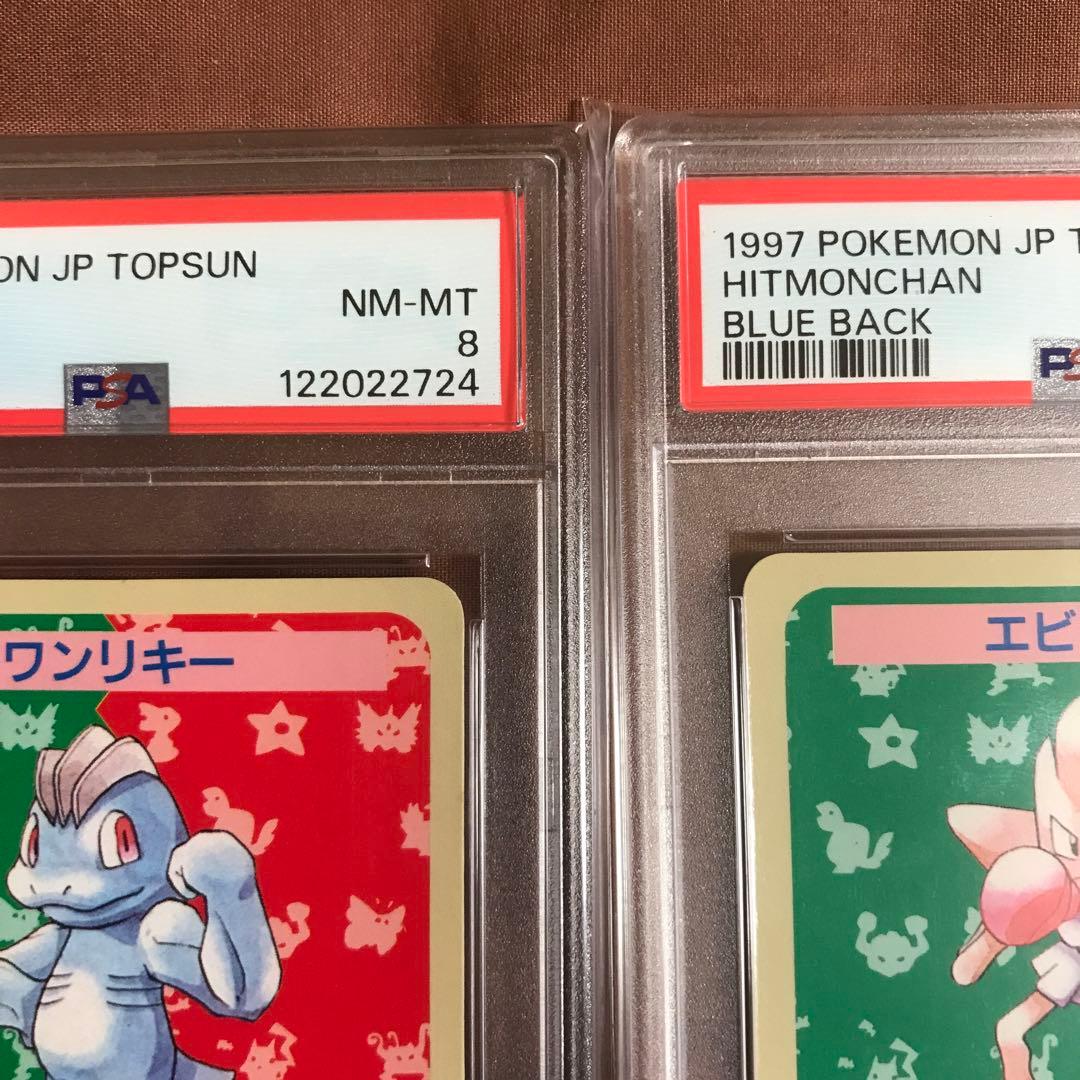 ON JP TOPSUN
NM-MT
8
PSA
122022724
1997 POKEMON JP T
HITMONCHAN
BLUE BACK
PS
ワンリキー
エビ